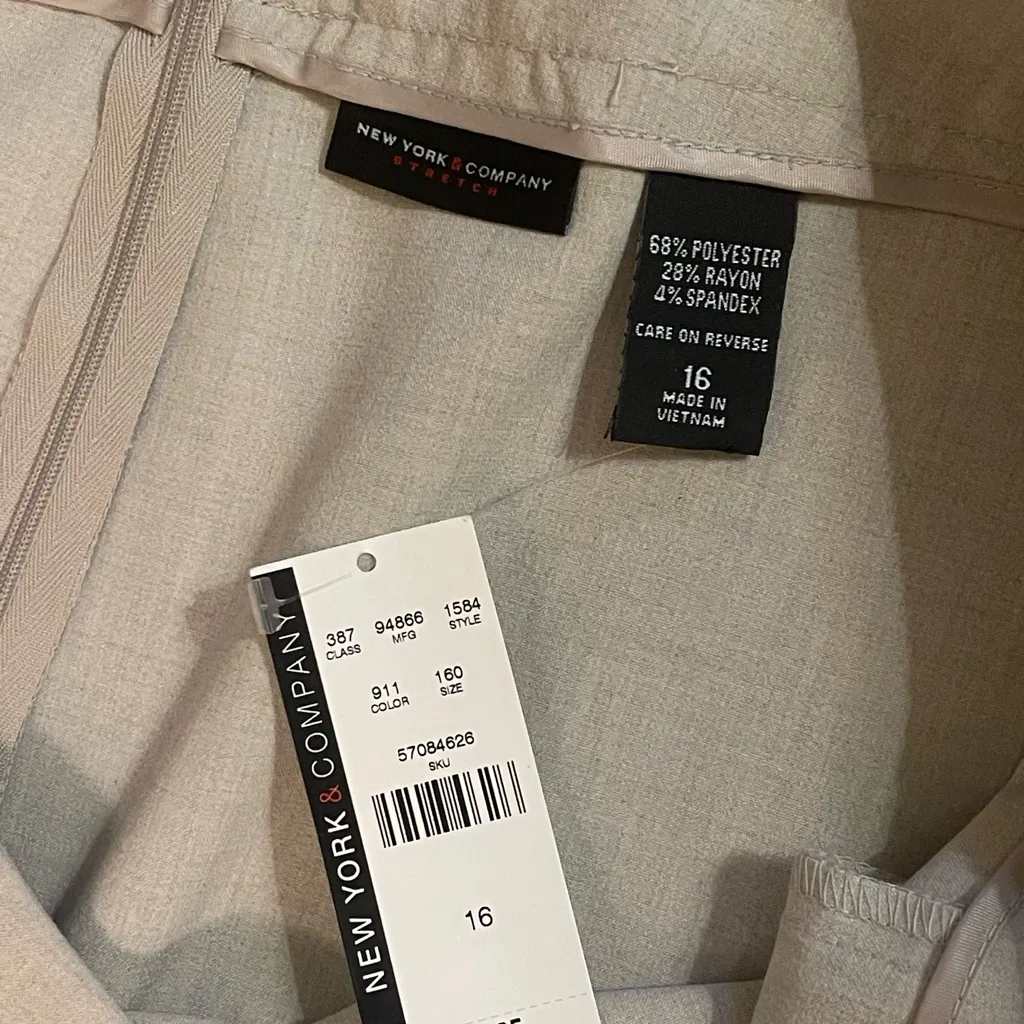 NEW YORK & COMPANY
STRETCH
68% POLYESTER
28% RAYON
4% SPANDEX
CARE ON REVERSE
16
MADE IN
VIETNAM
387 94866 1584
CLASS MFG STYLE
911 160
COLOR SIZE
57084626
SKU
16
NEW YORK & COMPANY